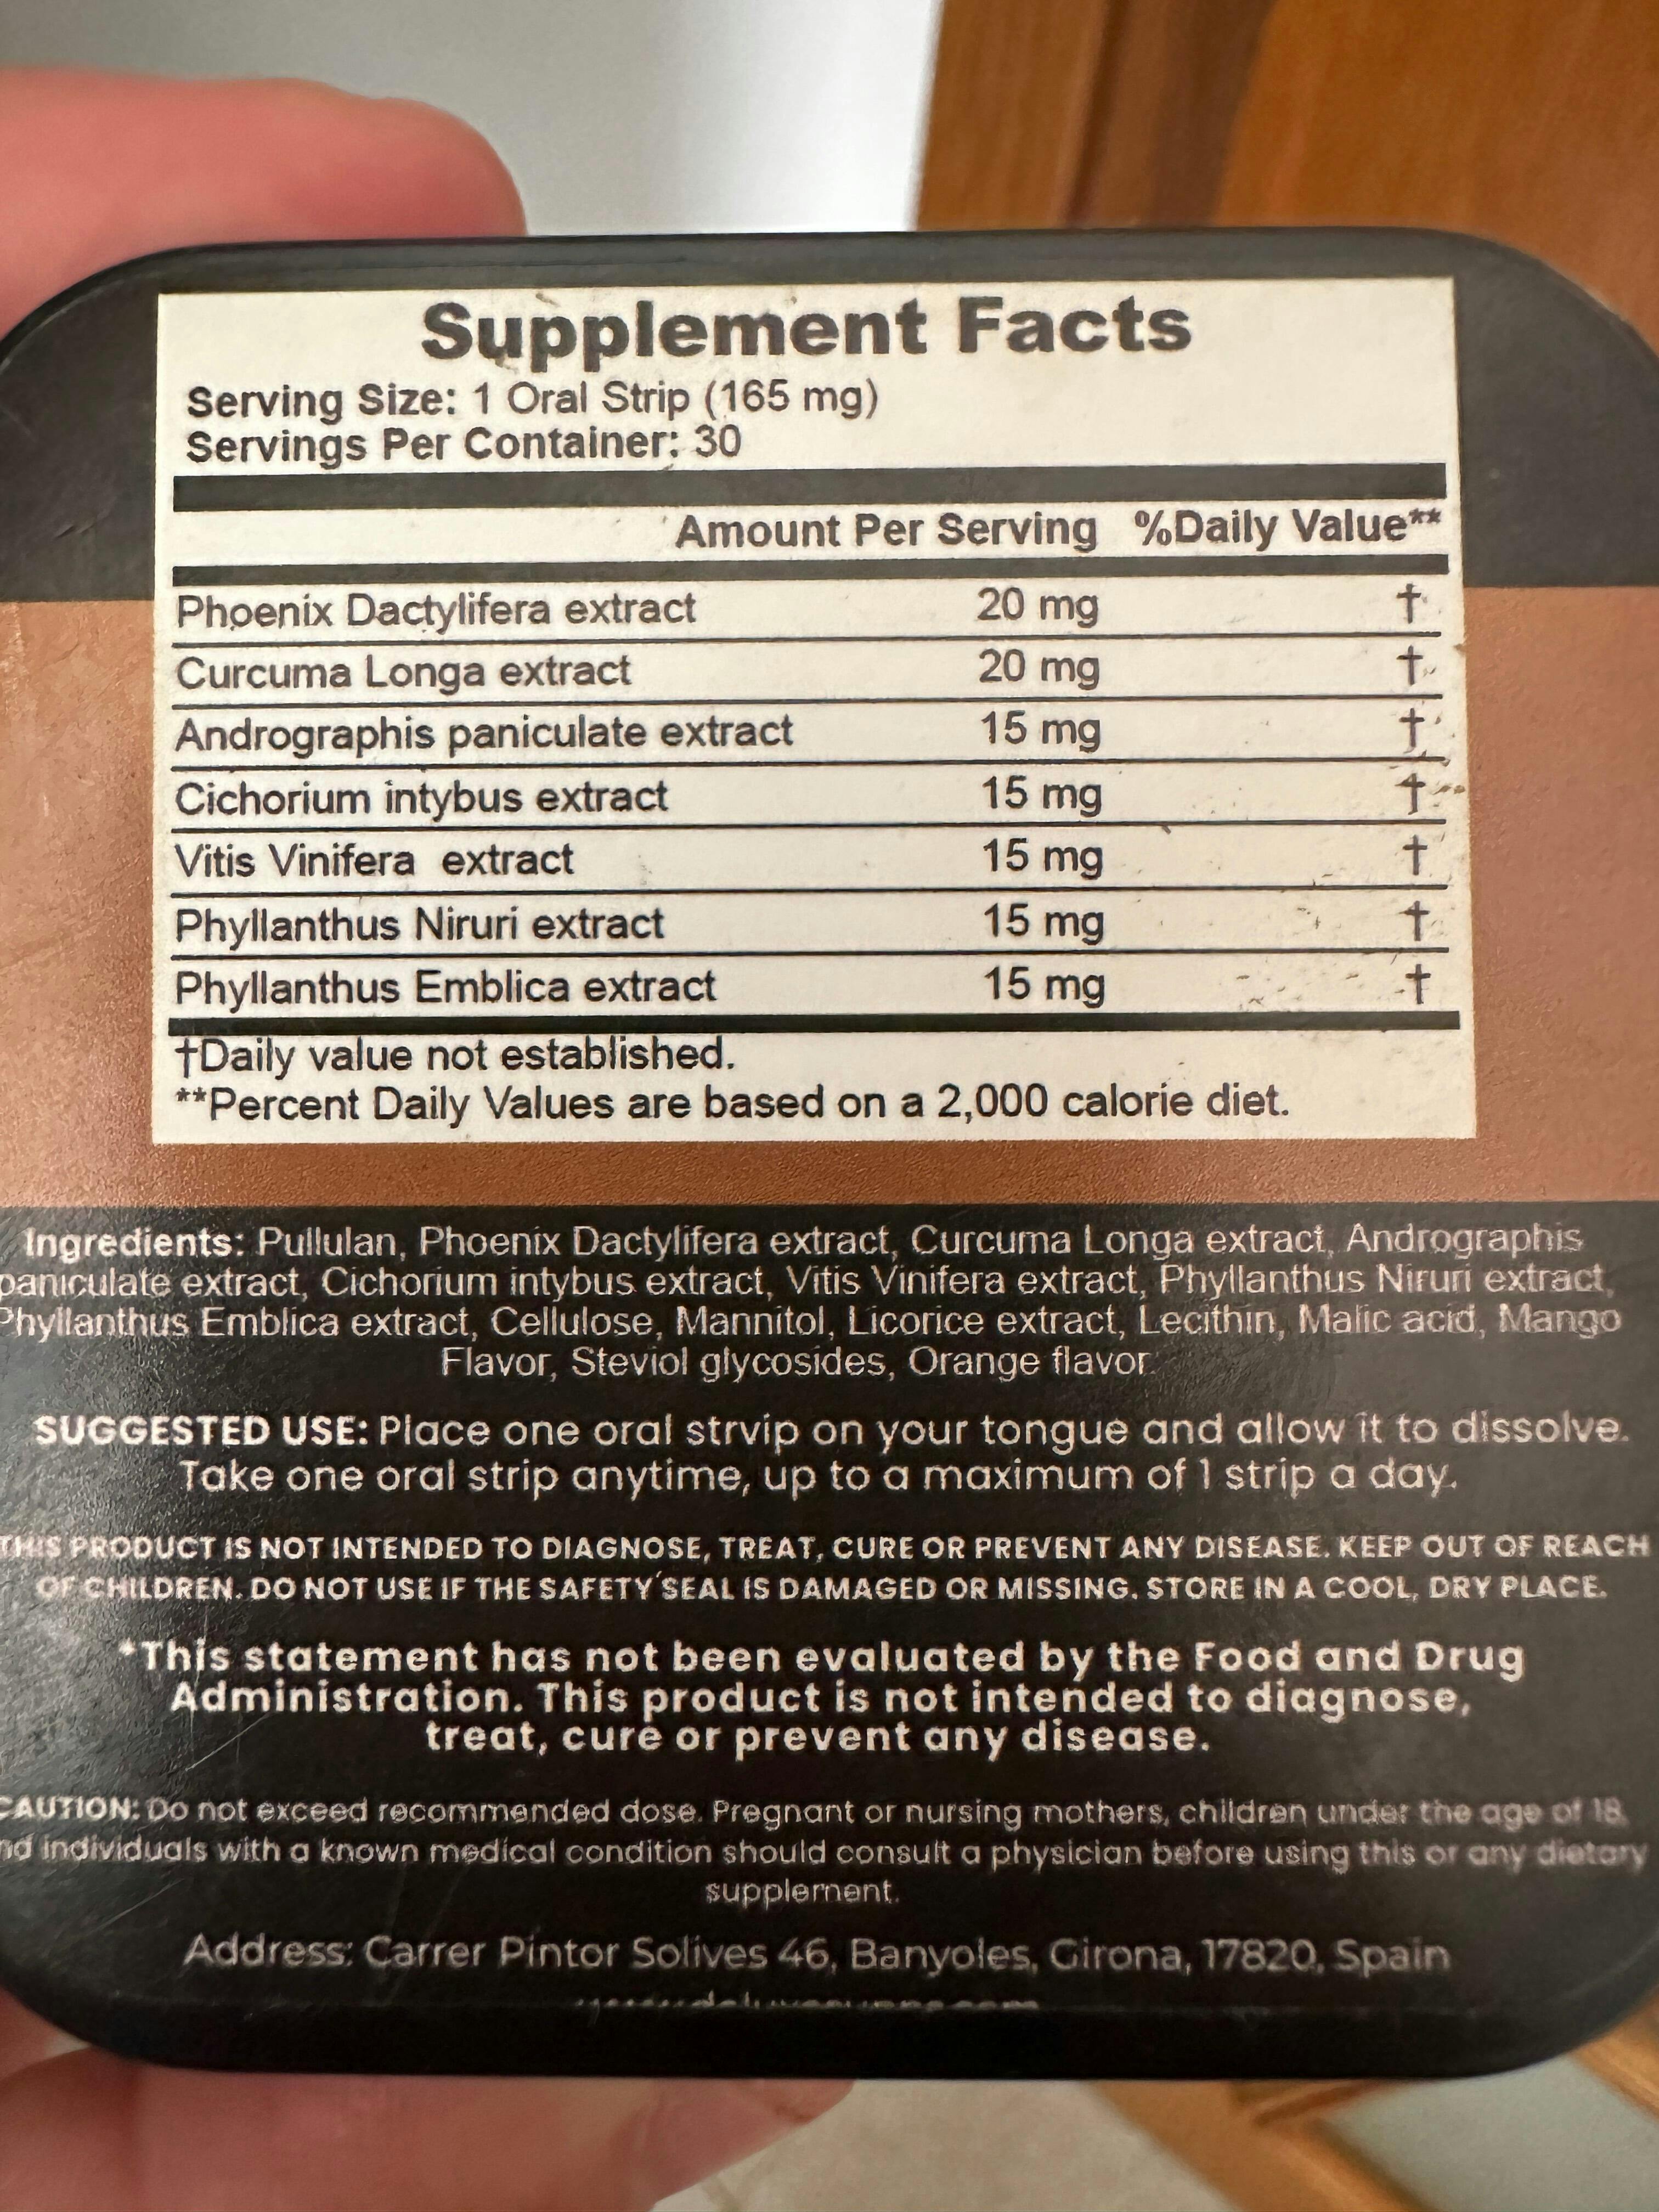 Supplement Facts
Serving Size: 1 Oral Strip (165 mg)
Servings Per Container: 30
Amount Per Serving %Daily Value**
Phoenix Dactylifera extract 20 mg †
Curcuma Longa extract 20 mg †
Andrographis paniculate extract 15 mg †
Cichorium intybus extract 15 mg †
Vitis Vinifera extract 15 mg †
Phyllanthus Niruri extract 15 mg †
Phyllanthus Emblica extract 15 mg †
†Daily value not established.
**Percent Daily Values are based on a 2,000 calorie diet.
Ingredients: Pullulan, Phoenix Dactylifera extract, Curcuma Longa extract, Andrographis
paniculate extract, Cichorium intybus extract, Vitis Vinifera extract, Phyllanthus Niruri extract,
Phyllanthus Emblica extract, Cellulose, Mannitol, Licorice extract, Lecithin, Malic acid, Mango
Flavor, Steviol glycosides, Orange flavor.
SUGGESTED USE: Place one oral strvip on your tongue and allow it to dissolve.
Take one oral strip anytime, up to a maximum of 1 strip a day.
THIS PRODUCT IS NOT INTENDED TO DIAGNOSE, TREAT, CURE OR PREVENT ANY DISEASE. KEEP OUT OF REACH
OF CHILDREN. DO NOT USE IF THE SAFETY SEAL IS DAMAGED OR MISSING. STORE IN A COOL, DRY PLACE.
*This statement has not been evaluated by the Food and Drug
Administration. This product is not intended to diagnose,
treat, cure or prevent any disease.
CAUTION: Do not exceed recommended dose. Pregnant or nursing mothers, children under the age of 18
nd individuals with a known medical condition should consult a physician before using this or any dietary
supplement.
Address: Carrer Pintor Solives 46, Banyoles, Girona, 17820, Spain